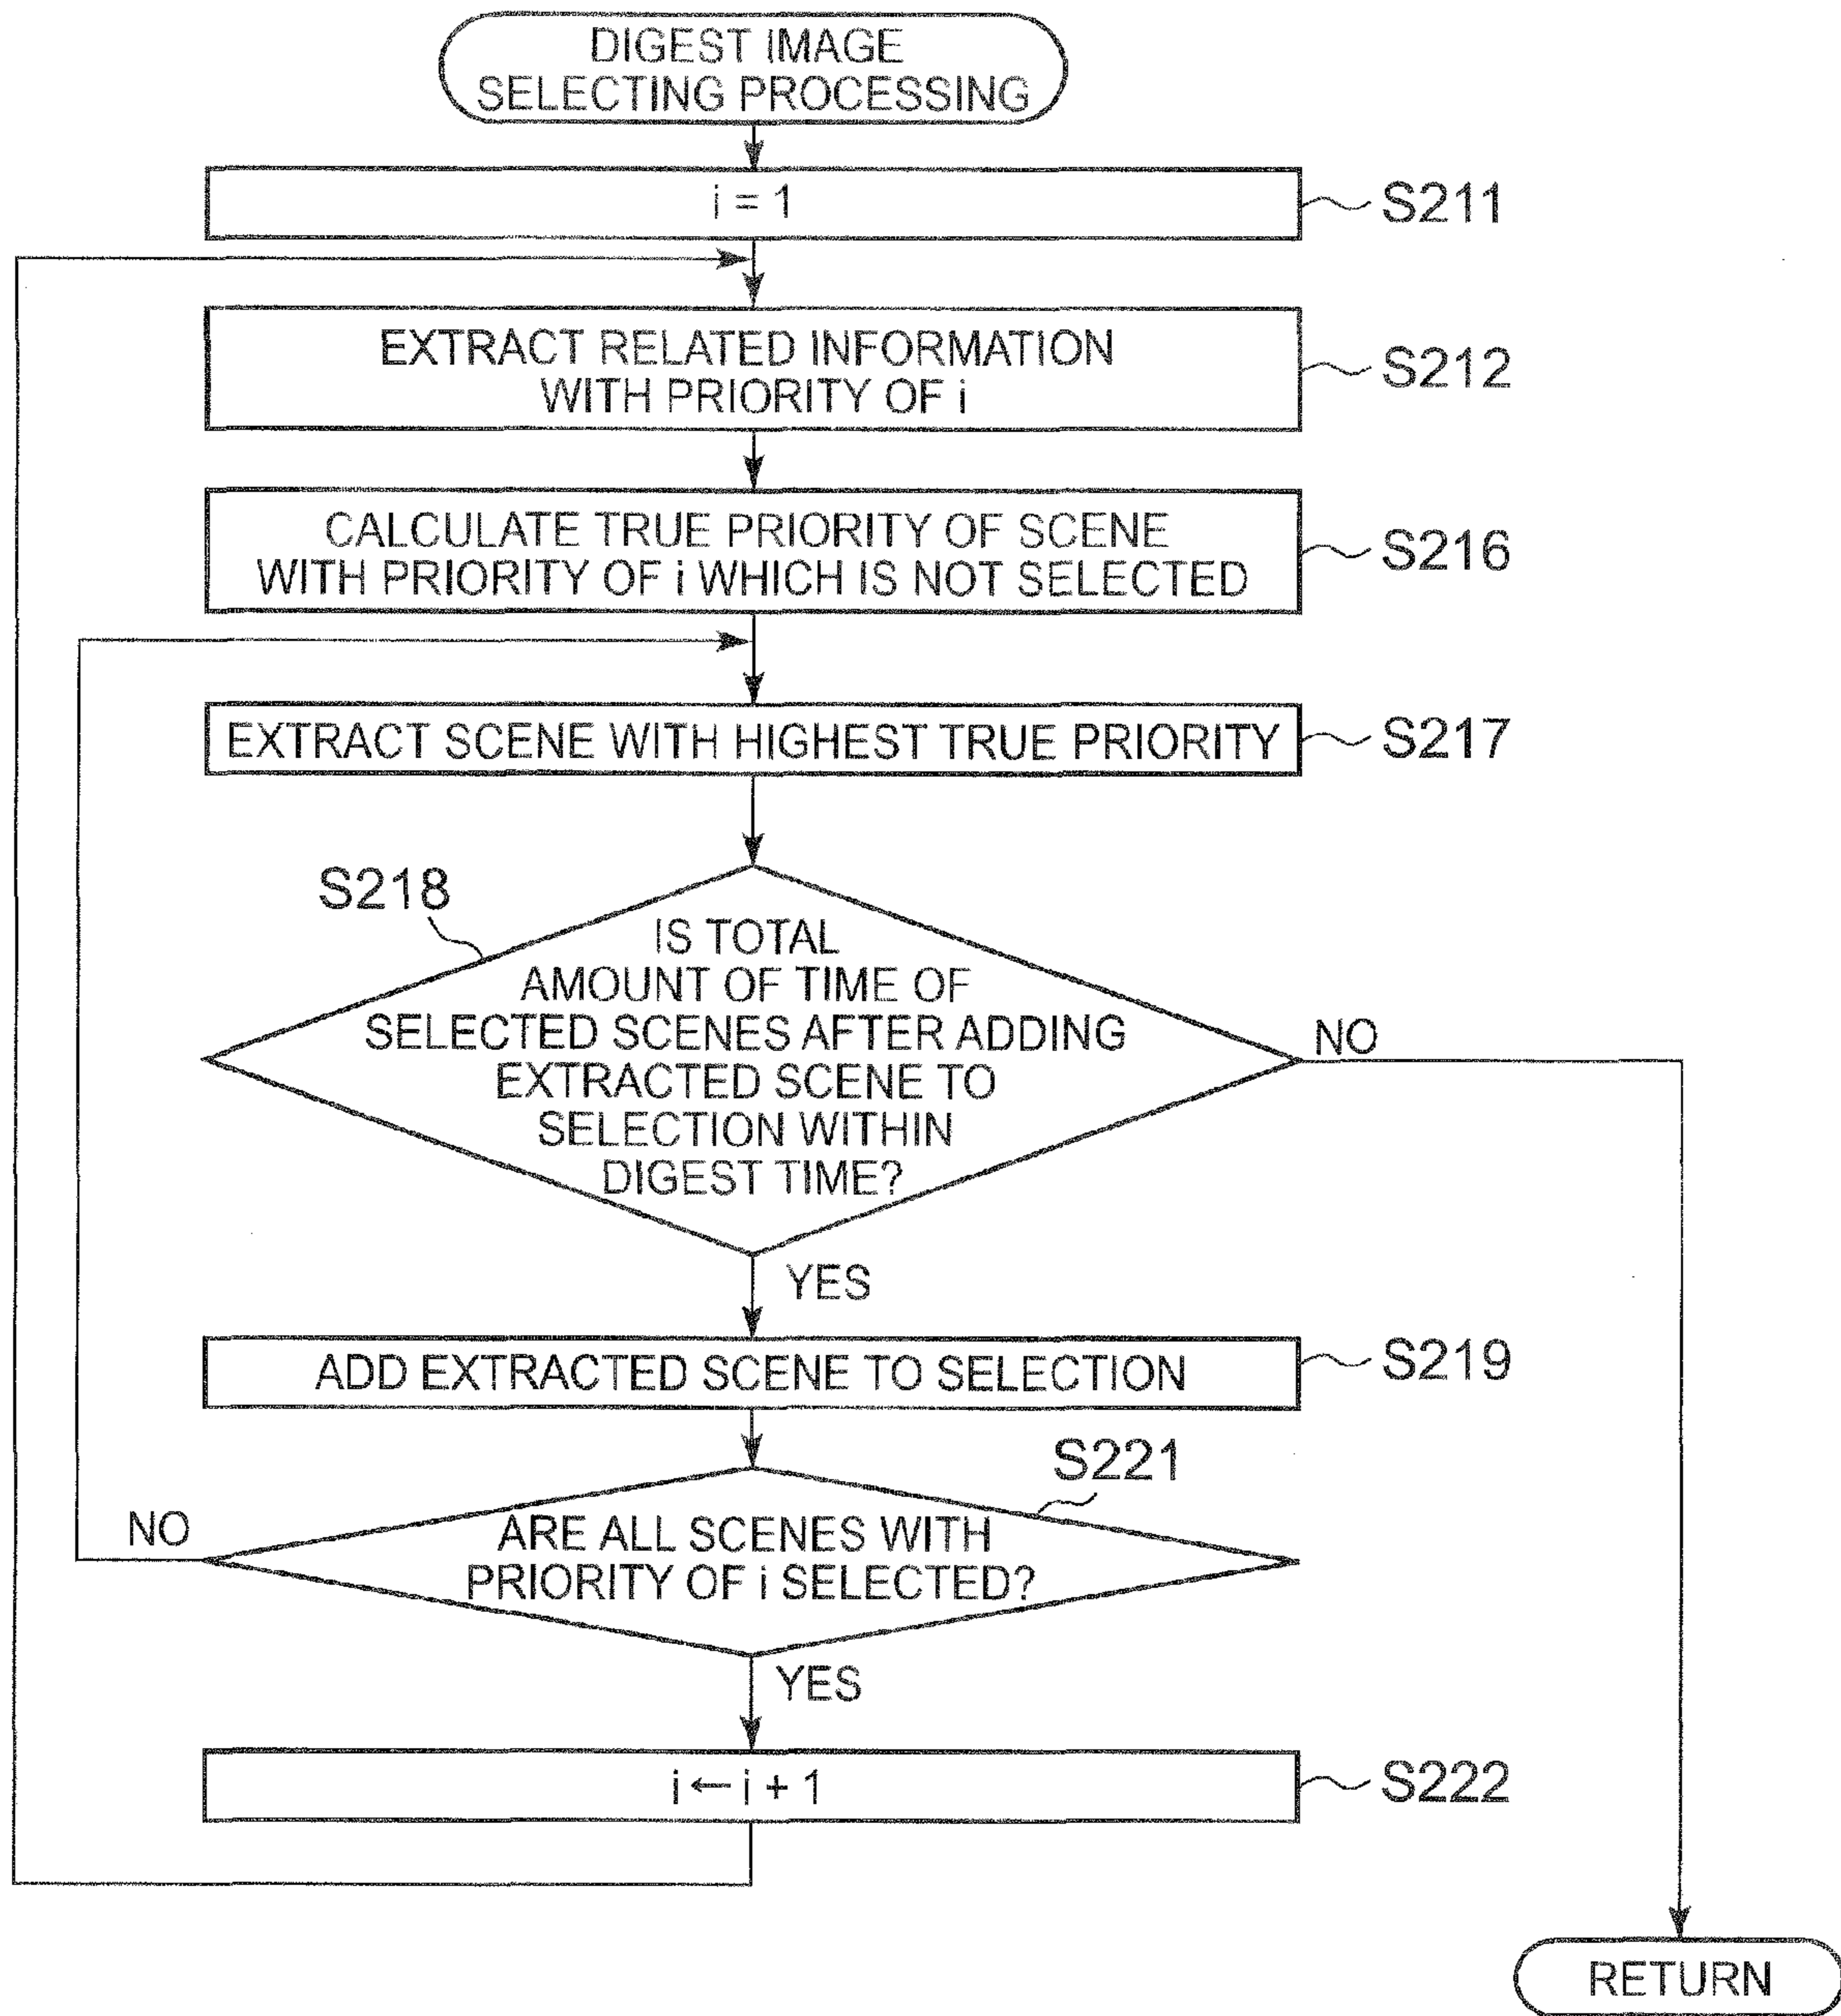 DIGEST IMAGE
SELECTING PROCESSING
i = 1
S211
EXTRACT RELATED INFORMATION
WITH PRIORITY OF i
S212
CALCULATE TRUE PRIORITY OF SCENE
WITH PRIORITY OF i WHICH IS NOT SELECTED
S216
EXTRACT SCENE WITH HIGHEST TRUE PRIORITY
S217
S218
IS TOTAL
AMOUNT OF TIME OF
SELECTED SCENES AFTER ADDING
EXTRACTED SCENE TO
SELECTION WITHIN
DIGEST TIME?
NO
YES
ADD EXTRACTED SCENE TO SELECTION
S219
S221
ARE ALL SCENES WITH
PRIORITY OF i SELECTED?
NO
YES
i ← i + 1
S222
RETURN